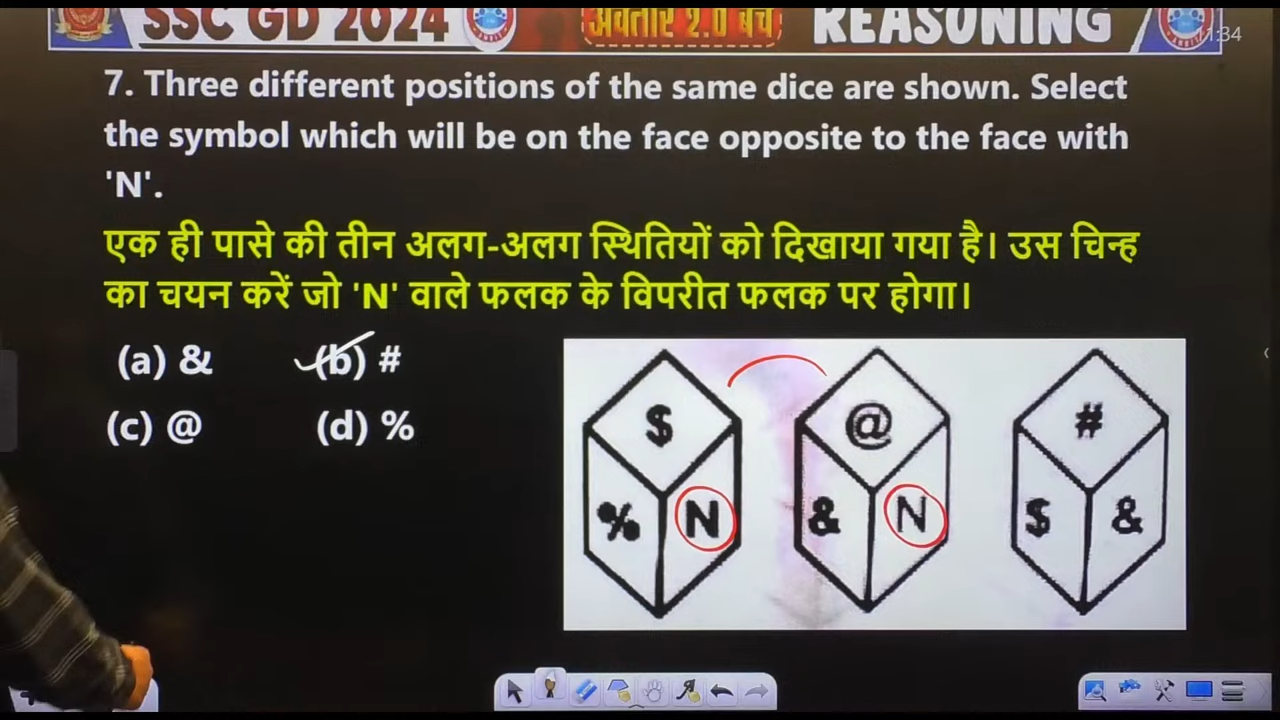 SSC GD 2024
अवतार 2.0 बैच
REASONING
11:34
7. Three different positions of the same dice are shown. Select
the symbol which will be on the face opposite to the face with
'N'.
एक ही पासे की तीन अलग-अलग स्थितियों को दिखाया गया है। उस चिन्ह
का चयन करें जो 'N' वाले फलक के विपरीत फलक पर होगा।
(a) & (b) #
(c) @ (d) %
$ @ #
% N & N $ &